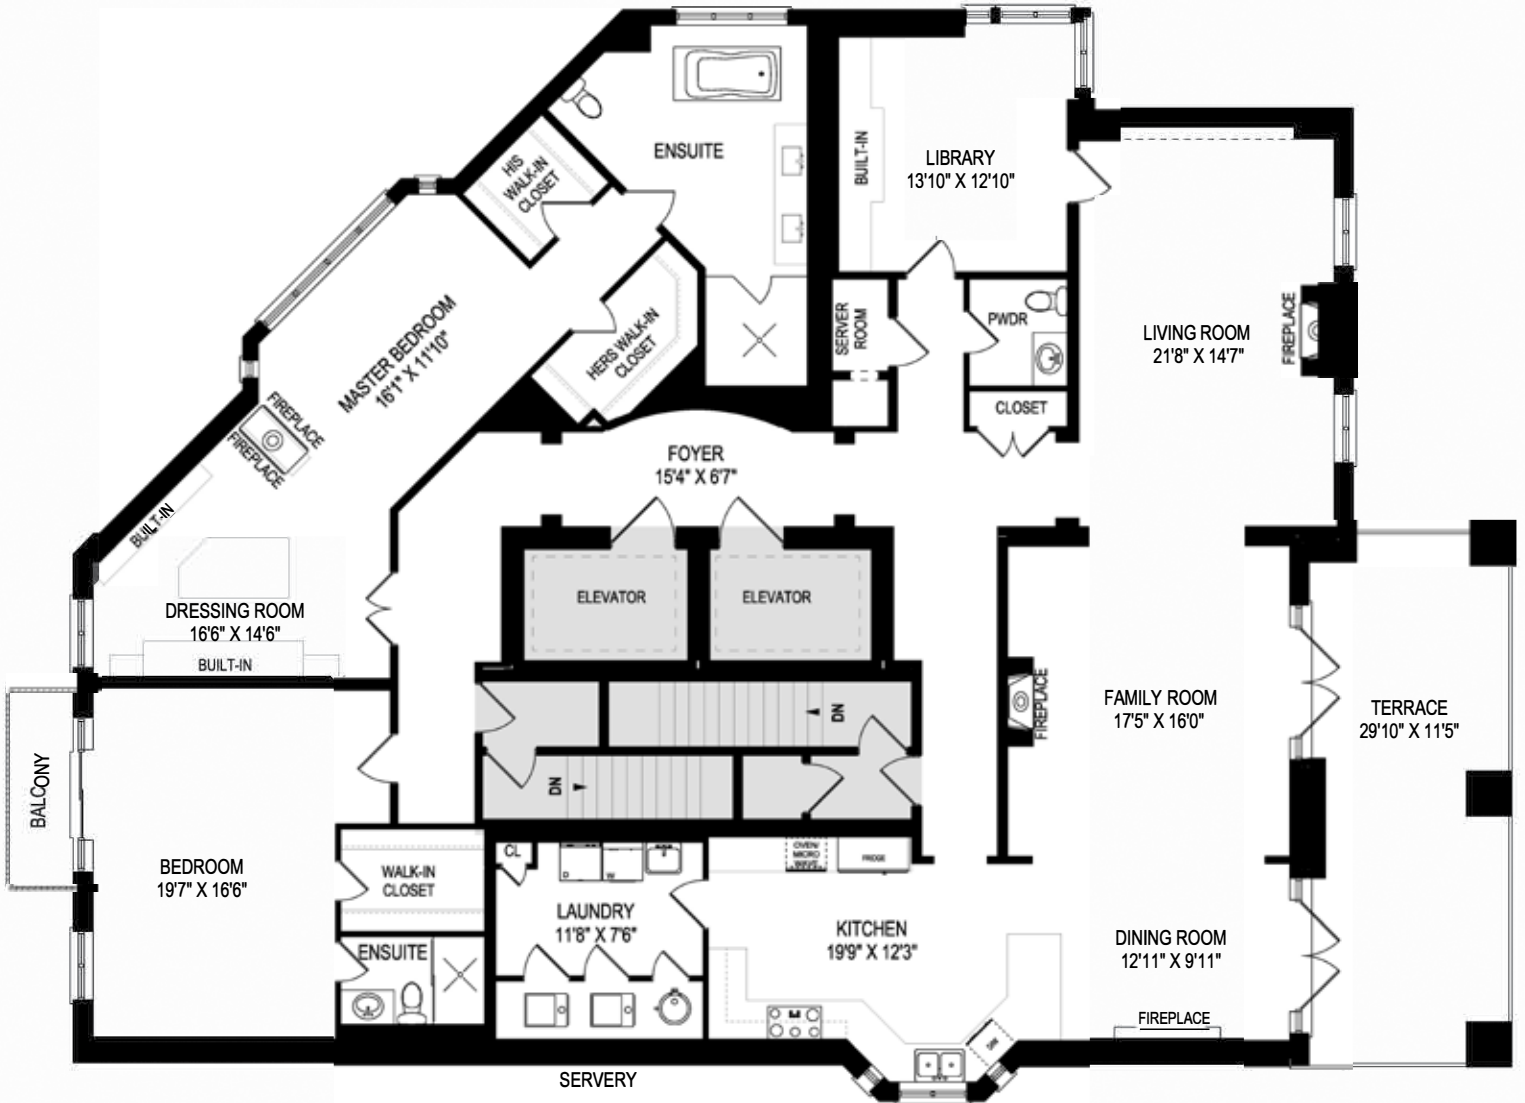 ENSUITE
HIS
WALK-IN
CLOSET
BUILT-IN
LIBRARY
13'10" X 12'10"
HERS WALK-IN
CLOSET
SERVER
ROOM
PWDR
LIVING ROOM
21'8" X 14'7"
FIREPLACE
MASTER BEDROOM
16'1" X 11'10"
FIREPLACE
FIREPLACE
CLOSET
FOYER
15'4" X 6'7"
BUILT-IN
ELEVATOR
ELEVATOR
DRESSING ROOM
16'6" X 14'6"
BUILT-IN
FIREPLACE
FAMILY ROOM
17'5" X 16'0"
TERRACE
29'10" X 11'5"
DN
DN
BALCONY
BEDROOM
19'7" X 16'6"
WALK-IN
CLOSET
CL
D
W
OVEN/
MICRO
WAVE
FRIDGE
LAUNDRY
11'8" X 7'6"
KITCHEN
19'9" X 12'3"
DINING ROOM
12'11" X 9'11"
ENSUITE
FIREPLACE
DW
SERVERY